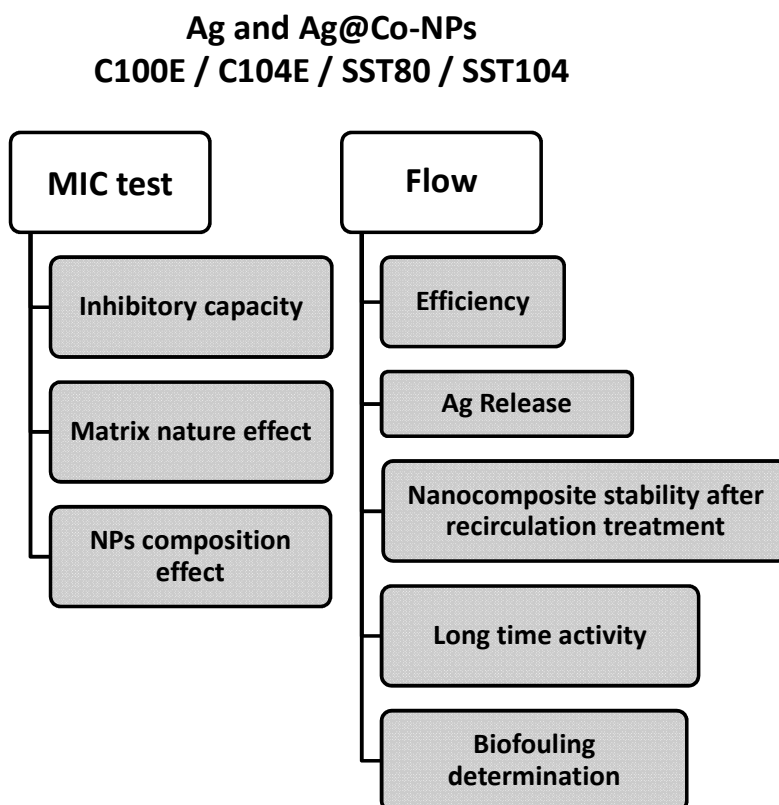 Ag and Ag@Co-NPs
C100E / C104E / SST80 / SST104
MIC test
Inhibitory capacity
Matrix nature effect
NPs composition
effect
Flow
Efficiency
Ag Release
Nanocomposite stability after
recirculation treatment
Long time activity
Biofouling
determination